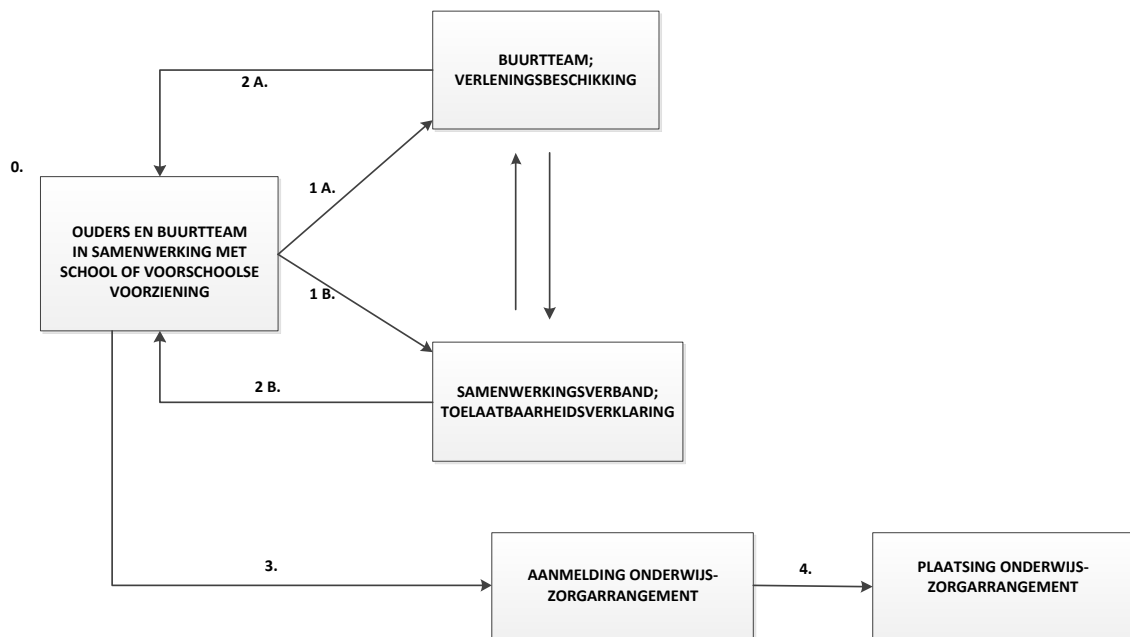 BUURTTEAM;
VERLENINGSBESCHIKKING
2 A.
0.
1 A.
OUDERS EN BUURTTEAM
IN SAMENWERKING MET
SCHOOL OF VOORSCHOOLSE
VOORZIENING
1 B.
2 B.
SAMENWERKINGSVERBAND;
TOELAATBAARHEIDSVERKLARING
3.
AANMELDING ONDERWIJS-
ZORGARRANGEMENT
4.
PLAATSING ONDERWIJS-
ZORGARRANGEMENT